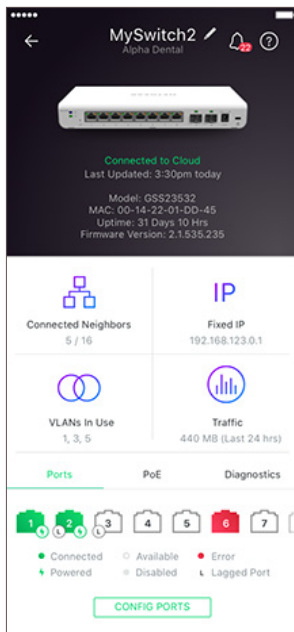 MySwitch2
Alpha Dental
22
?
NETGEAR
Connected to Cloud
Last Updated: 3:30pm today
Model: GSS23532
MAC: 00-14-22-01-DD-45
Uptime: 31 Days 10 Hrs
Firmware Version: 2.1.535.235
IP
Connected Neighbors
5 / 16
Fixed IP
192.168.123.0.1
VLANs In Use
1, 3, 5
Traffic
440 MB (Last 24 hrs)
Ports PoE Diagnostics
1 2 3 4 5 6 7
L L
Connected Available Error
Powered Disabled L Lagged Port
CONFIG PORTS